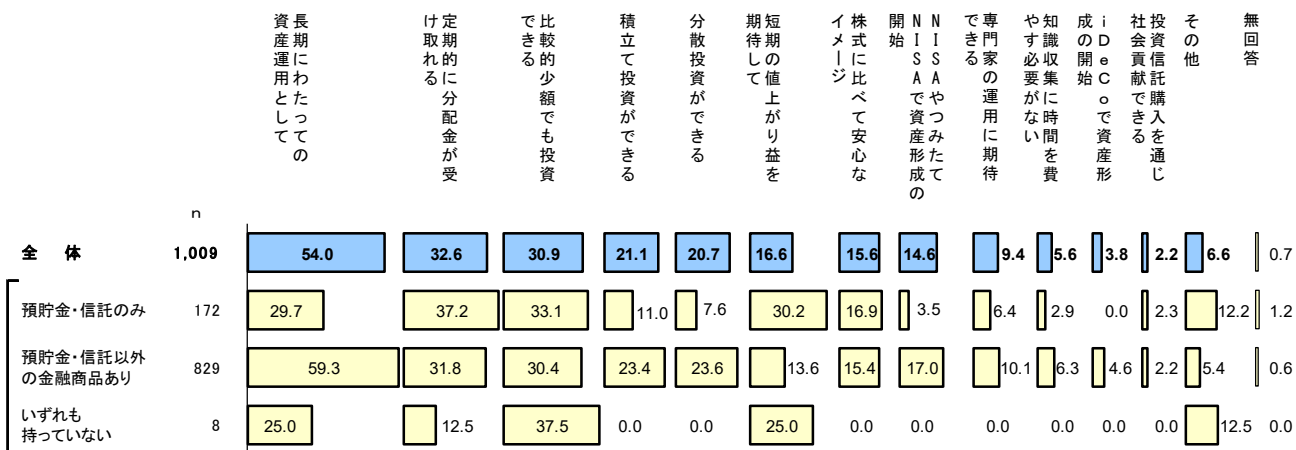 長期にわたっての
資産運用として
定期的に分配金が受
け取れる
比較的少額でも投資
できる
積立て投資ができる
分散投資ができる
短期の値上がり益を
期待して
株式に比べて安心な
イメージ
NISAやつみたて
NISAで資産形成の
開始
専門家の運用に期待
できる
知識収集に時間を費
やす必要がない
iDeCoで資産形
成の開始
投資信託購入を通じ
社会貢献できる
その他
無回答
n
全 体 1,009 54.0 32.6 30.9 21.1 20.7 16.6 15.6 14.6 9.4 5.6 3.8 2.2 6.6 0.7
預貯金・信託のみ 172 29.7 37.2 33.1 11.0 7.6 30.2 16.9 3.5 6.4 2.9 0.0 2.3 12.2 1.2
預貯金・信託以外
の金融商品あり 829 59.3 31.8 30.4 23.4 23.6 13.6 15.4 17.0 10.1 6.3 4.6 2.2 5.4 0.6
いずれも
持っていない 8 25.0 12.5 37.5 0.0 0.0 25.0 0.0 0.0 0.0 0.0 0.0 0.0 12.5 0.0